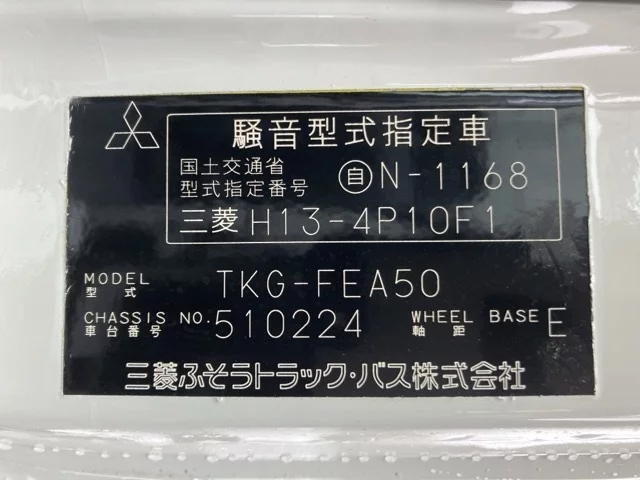 騒音型式指定車
国土交通省
型式指定番号 自 N-1168
三菱 H13-4P10F1
MODEL
型式 TKG-FEA50
CHASSIS NO. 510224 WHEEL BASE E
車台番号 軸距
三菱ふそうトラック・バス株式会社